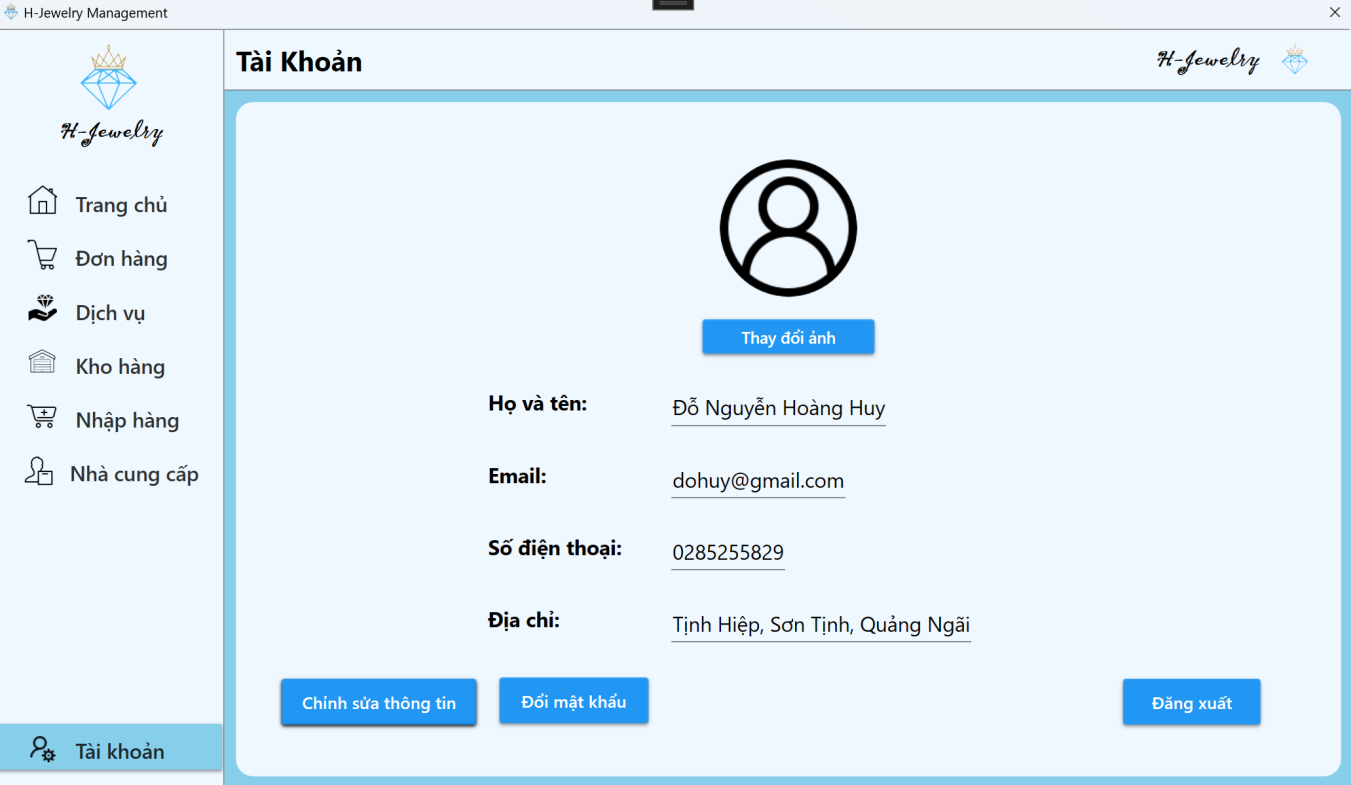 H-Jewelry Management
H-Jewelry
Trang chủ
Đơn hàng
Dịch vụ
Kho hàng
Nhập hàng
Nhà cung cấp
Tài khoản
Tài Khoản
H-Jewelry
Thay đổi ảnh
Họ và tên: Đỗ Nguyễn Hoàng Huy
Email: dohuy@gmail.com
Số điện thoại: 0285255829
Địa chỉ: Tịnh Hiệp, Sơn Tịnh, Quảng Ngãi
Chỉnh sửa thông tin
Đổi mật khẩu
Đăng xuất